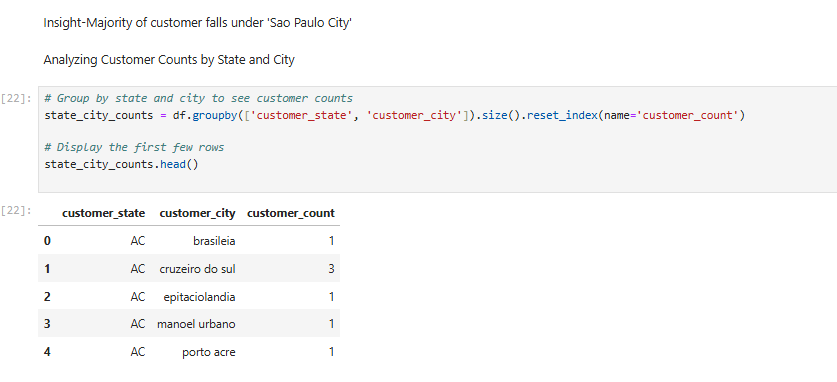 Insight-Majority of customer falls under 'Sao Paulo City'
Analyzing Customer Counts by State and City
[22]:
# Group by state and city to see customer counts
state_city_counts = df.groupby(['customer_state', 'customer_city']).size().reset_index(name='customer_count')
# Display the first few rows
state_city_counts.head()
[22]:
customer_state customer_city customer_count
0 AC brasileia 1
1 AC cruzeiro do sul 3
2 AC epitaciolandia 1
3 AC manoel urbano 1
4 AC porto acre 1